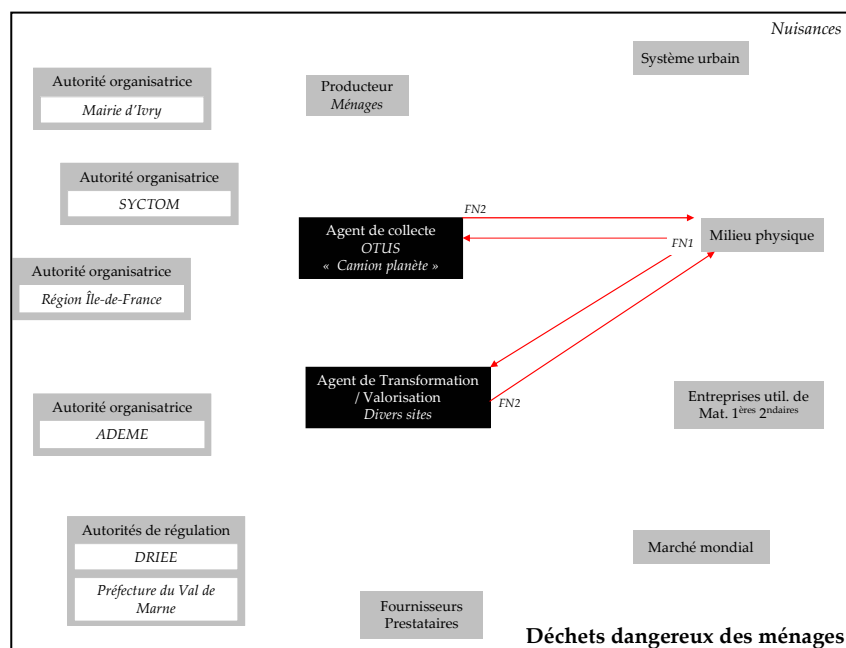 Nuisances
Système urbain
Autorité organisatrice
Mairie d'Ivry
Producteur
Ménages
Autorité organisatrice
SYCTOM
FN2
Agent de collecte
OTUS
« Camion planète »
Milieu physique
FN1
Autorité organisatrice
Région Île-de-France
Agent de Transformation
/ Valorisation
Divers sites
FN2
Entreprises util. de
Mat. 1ères 2ndaires
Autorité organisatrice
ADEME
Autorités de régulation
DRIEE
Préfecture du Val de
Marne
Marché mondial
Fournisseurs
Prestataires
Déchets dangereux des ménages